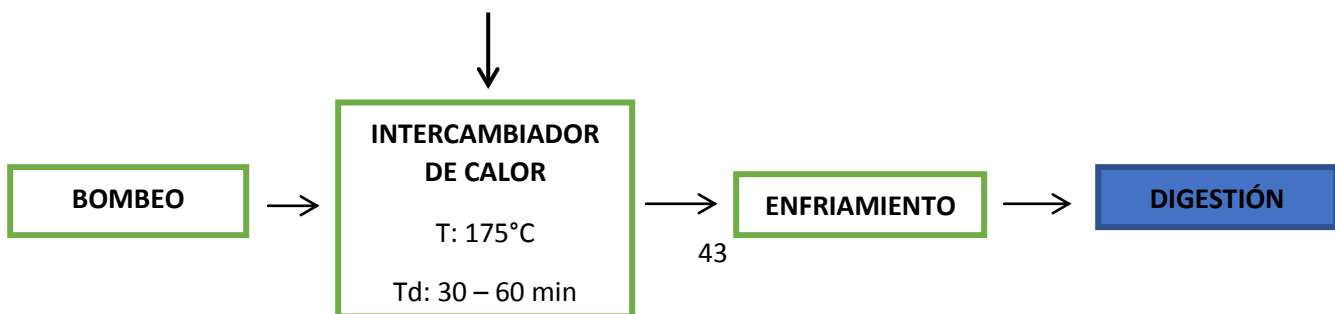 BOMBEO
INTERCAMBIADOR
DE CALOR
T: 175°C
Td: 30 – 60 min
ENFRIAMIENTO
DIGESTIÓN
43